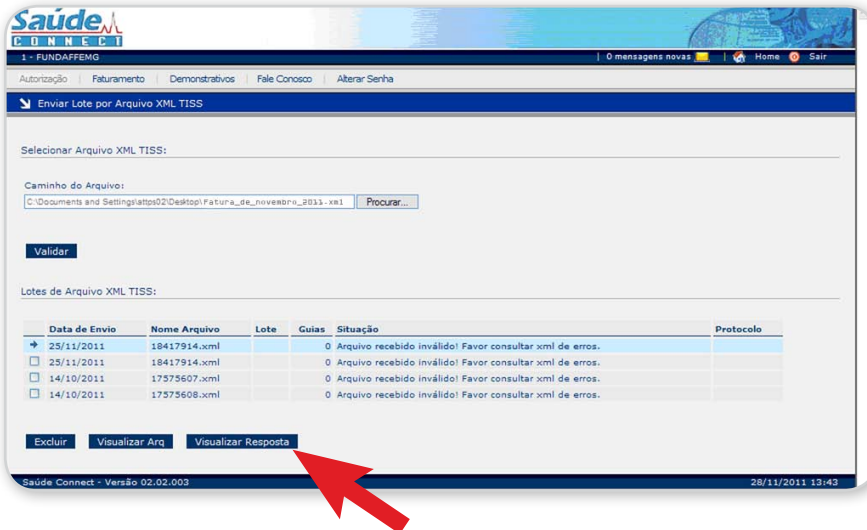 Saúde
CONNECT
1 - FUNDAFFEMG | 0 mensagens novas | Home Sair
Autorização | Faturamento | Demonstrativos | Fale Conosco | Alterar Senha
Enviar Lote por Arquivo XML TISS
Selecionar Arquivo XML TISS:
Caminho do Arquivo:
C:\Documents and Settings\attps02\Desktop\Fatura_de_novembro_2011.xml Procurar...
Validar
Lotes de Arquivo XML TISS:
Data de Envio Nome Arquivo Lote Guias Situação Protocolo
25/11/2011 18417914.xml 0 Arquivo recebido inválido! Favor consultar xml de erros.
25/11/2011 18417914.xml 0 Arquivo recebido inválido! Favor consultar xml de erros.
14/10/2011 17575607.xml 0 Arquivo recebido inválido! Favor consultar xml de erros.
14/10/2011 17575608.xml 0 Arquivo recebido inválido! Favor consultar xml de erros.
Excluir Visualizar Arq Visualizar Resposta
Saúde Connect - Versão 02.02.003 28/11/2011 13:43